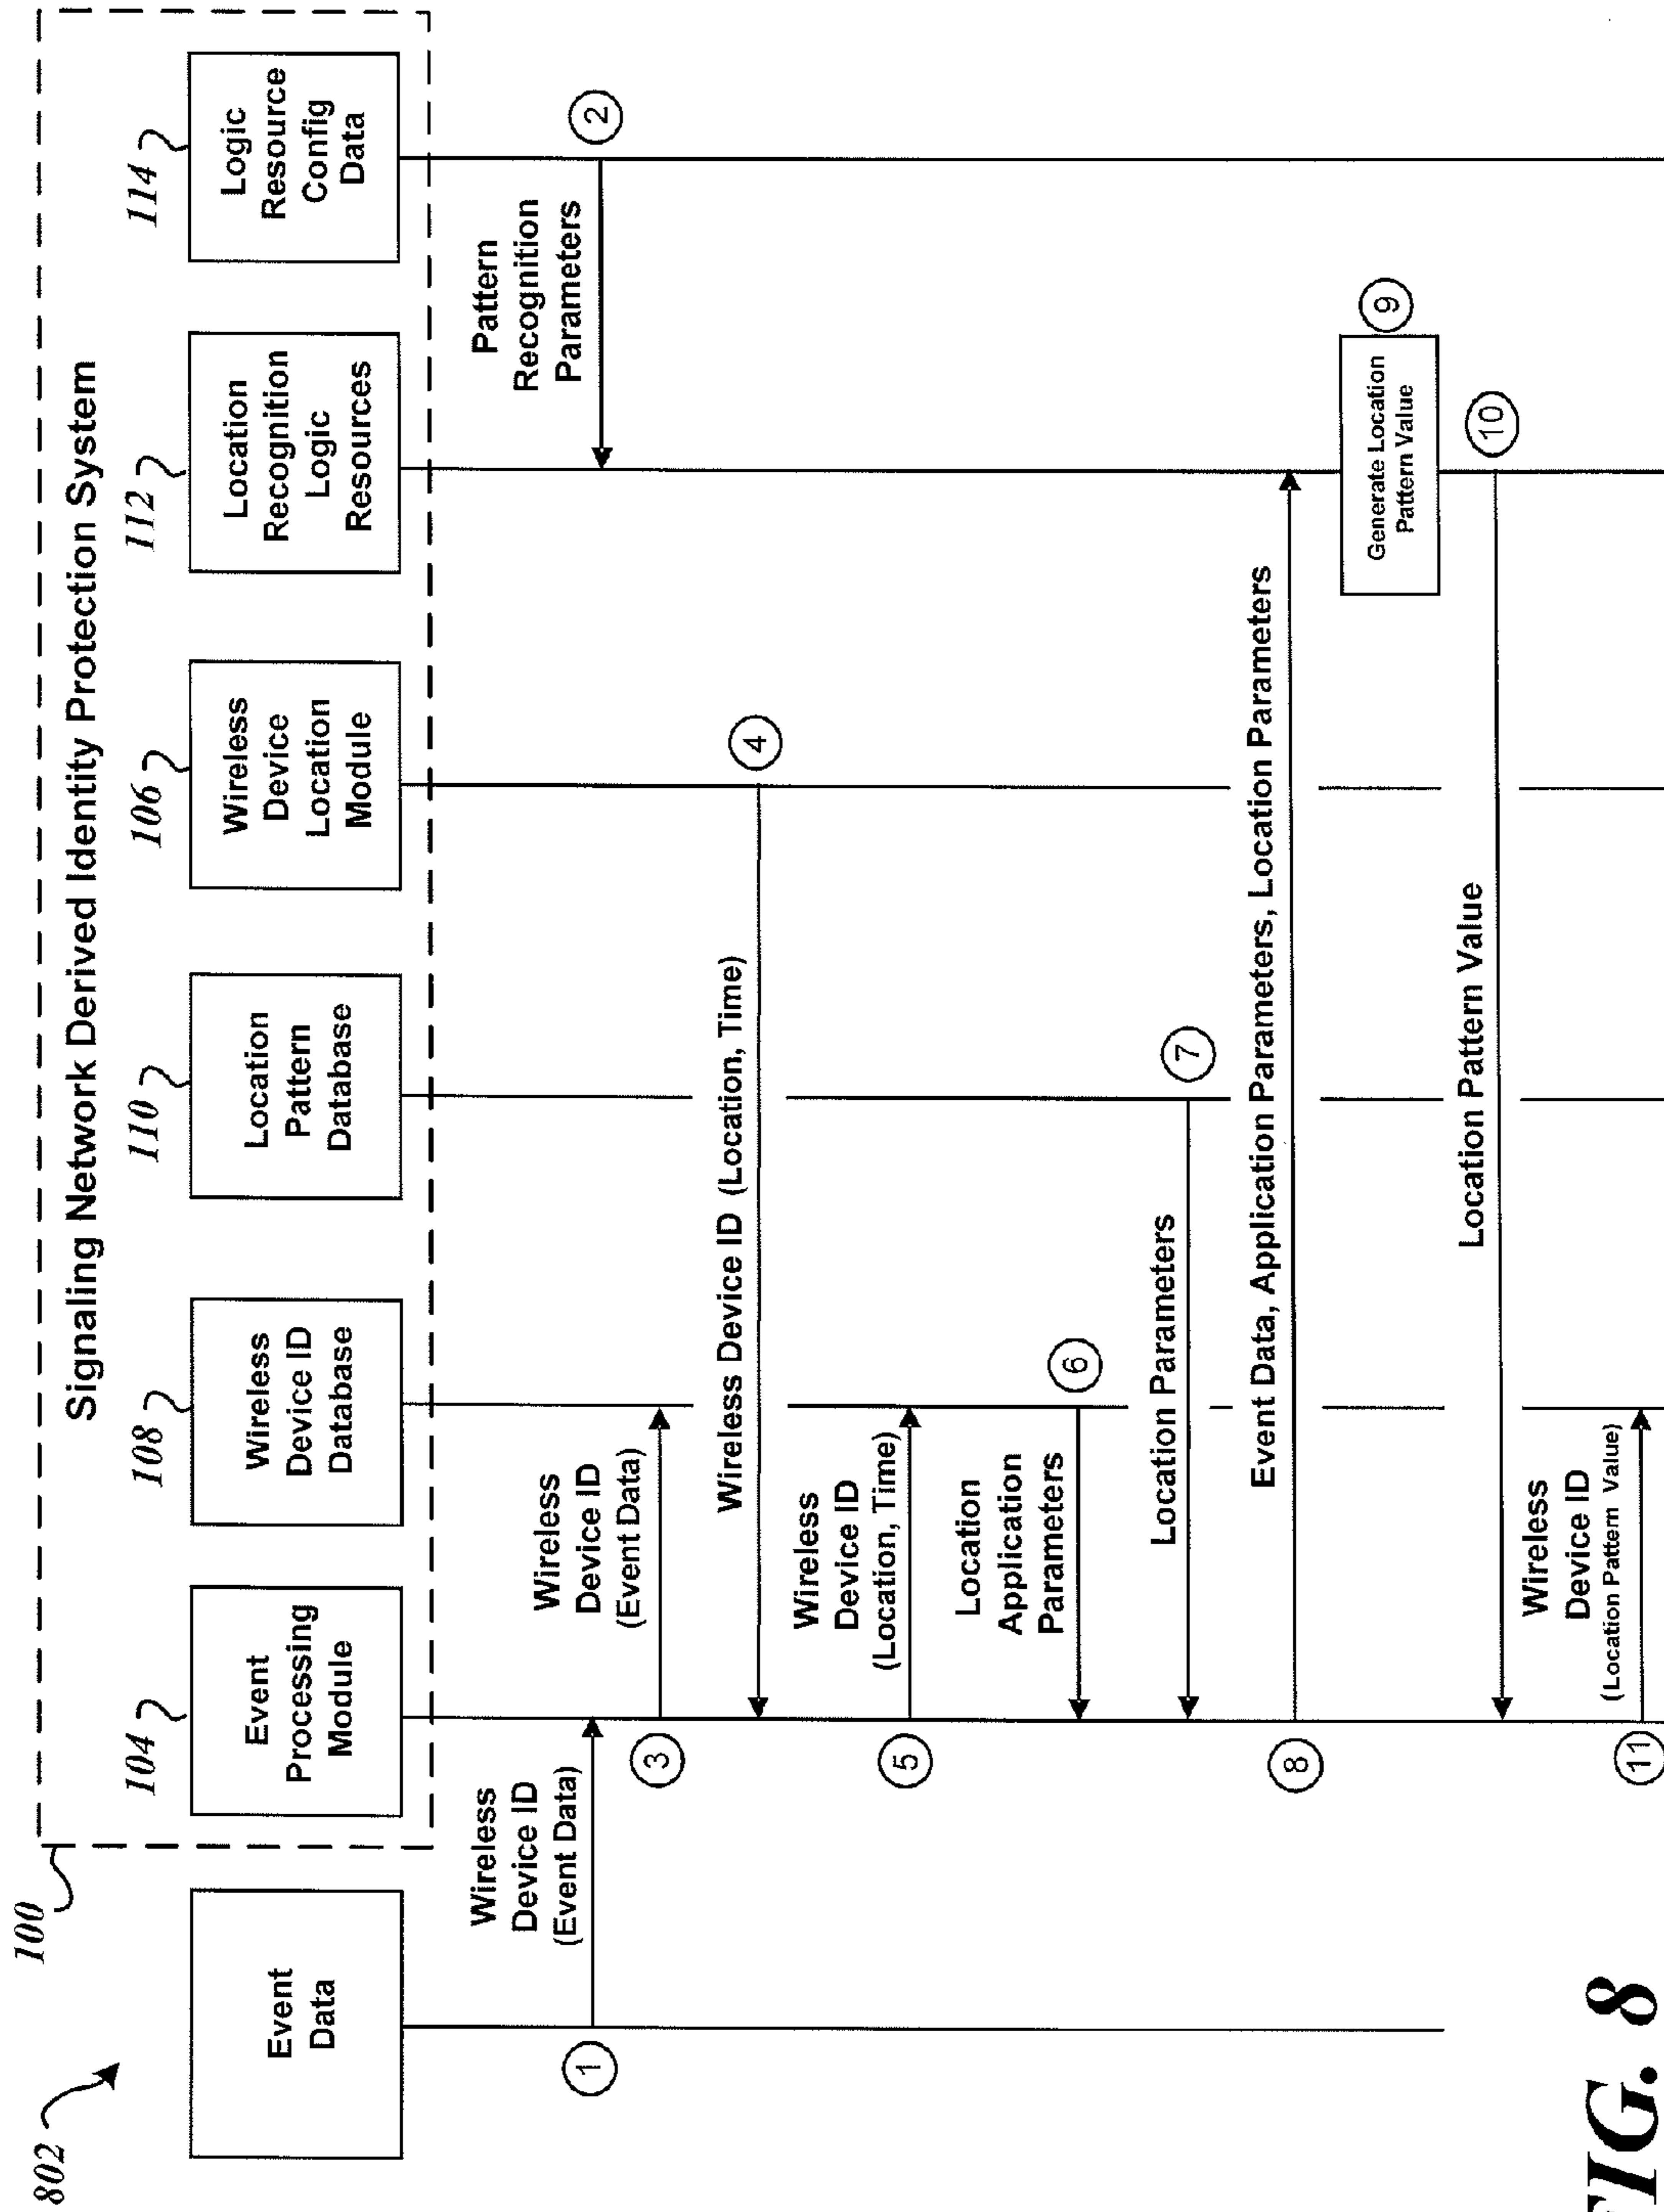 802
100
Signaling Network Derived Identity Protection System
104
108
110
106
112
114
Event
Data
Event
Processing
Module
Wireless
Device ID
Database
Location
Pattern
Database
Wireless
Device
Location
Module
Location
Recognition
Logic
Resources
Logic
Resource
Config
Data
1
Wireless
Device ID
(Event Data)
2
Pattern
Recognition
Parameters
3
Wireless
Device ID
(Event Data)
4
Wireless Device ID (Location, Time)
5
Wireless
Device ID
(Location, Time)
6
Location
Application
Parameters
7
Location Parameters
8
Event Data, Application Parameters, Location Parameters
9
Generate Location
Pattern Value
10
Location Pattern Value
11
Wireless
Device ID
(Location Pattern Value)
FIG. 8